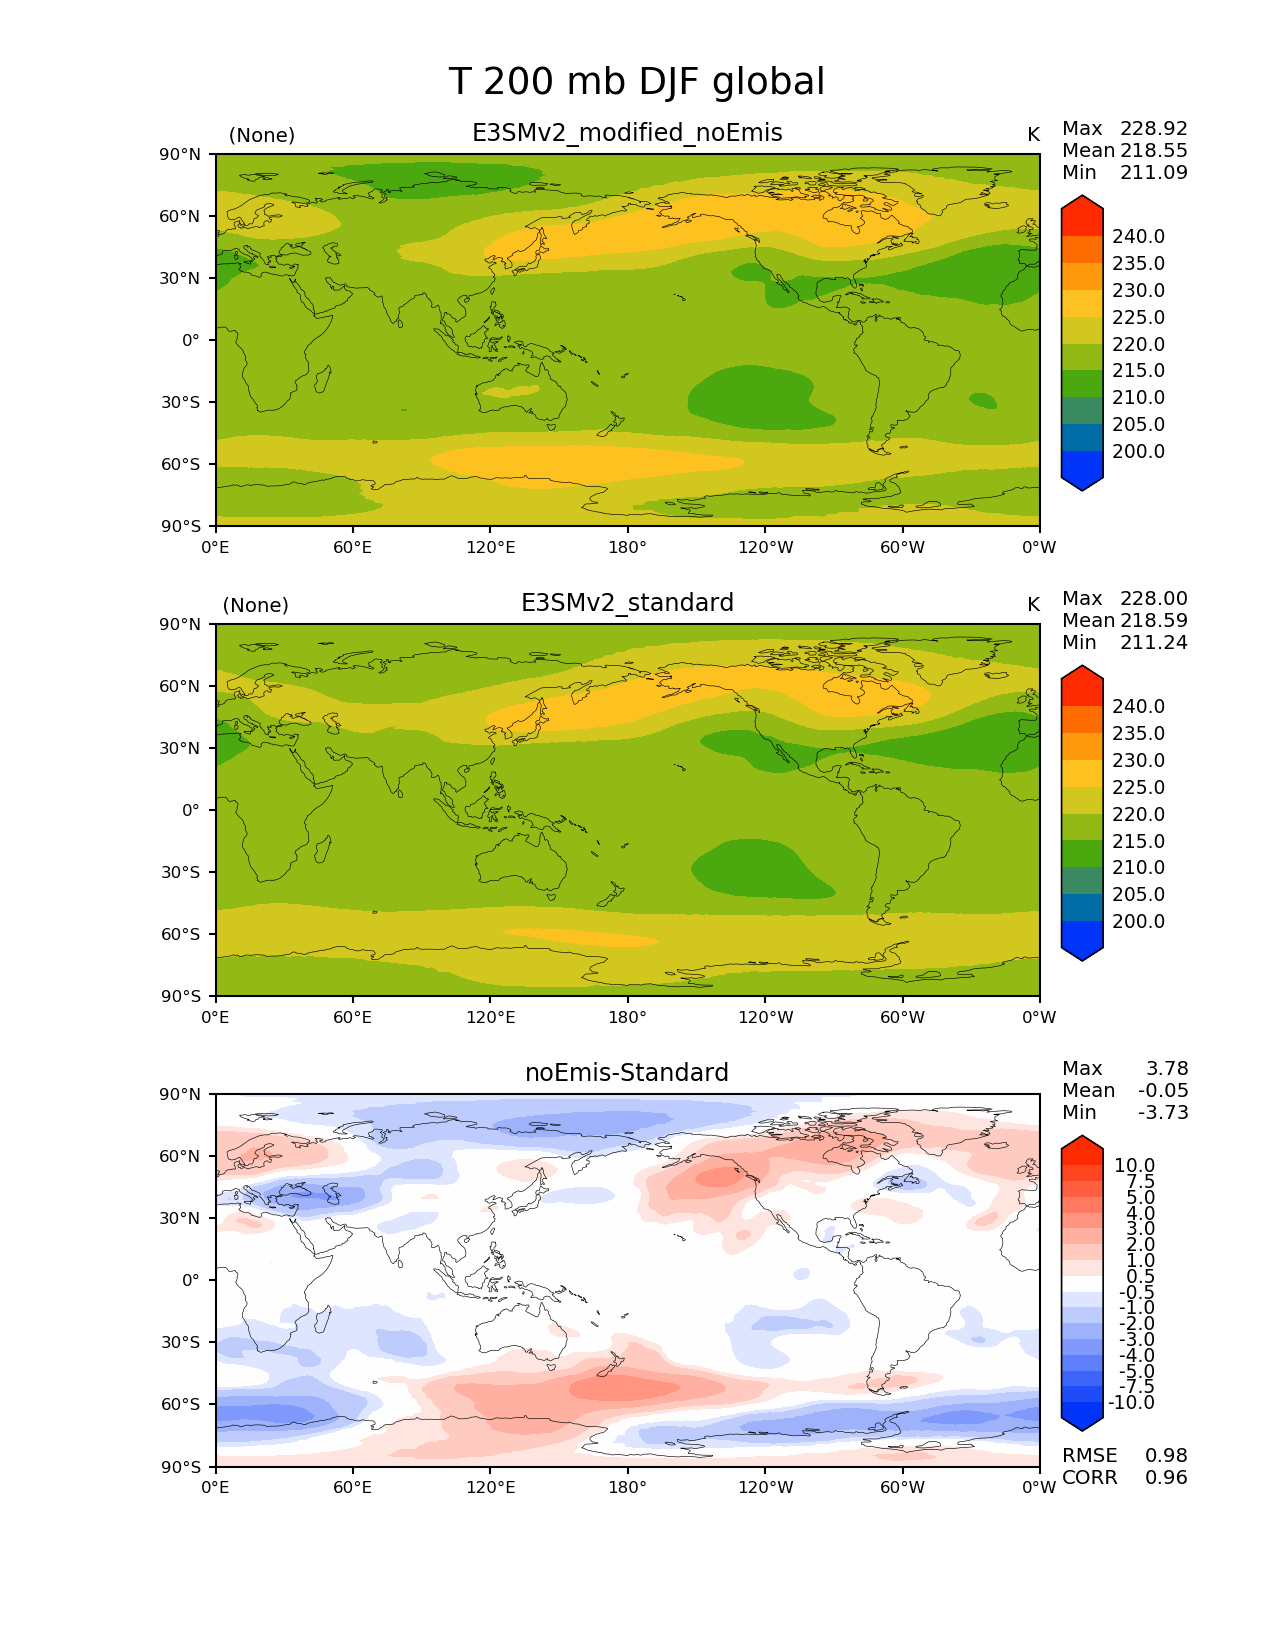 T 200 mb DJF global
(None) E3SMv2_modified_noEmis K
Max 228.92
Mean 218.55
Min 211.09
90°N
60°N
30°N
0°
30°S
60°S
90°S
0°E 60°E 120°E 180° 120°W 60°W 0°W
240.0
235.0
230.0
225.0
220.0
215.0
210.0
205.0
200.0
(None) E3SMv2_standard K
Max 228.00
Mean 218.59
Min 211.24
90°N
60°N
30°N
0°
30°S
60°S
90°S
0°E 60°E 120°E 180° 120°W 60°W 0°W
240.0
235.0
230.0
225.0
220.0
215.0
210.0
205.0
200.0
noEmis-Standard
Max 3.78
Mean -0.05
Min -3.73
90°N
60°N
30°N
0°
30°S
60°S
90°S
0°E 60°E 120°E 180° 120°W 60°W 0°W
10.0
7.5
5.0
4.0
3.0
2.0
1.0
0.5
-0.5
-1.0
-2.0
-3.0
-4.0
-5.0
-7.5
-10.0
RMSE 0.98
CORR 0.96